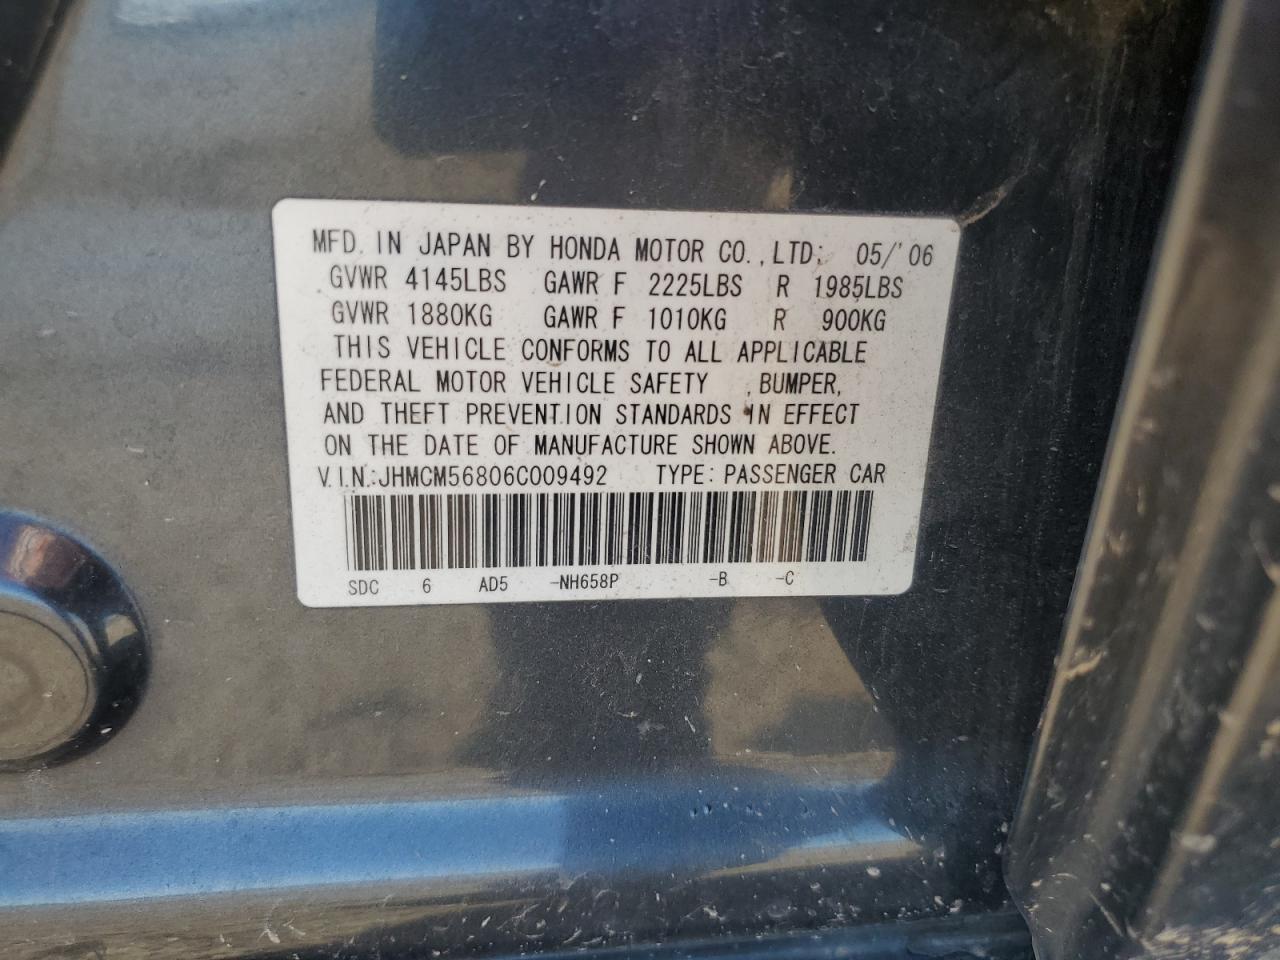 MFD. IN JAPAN BY HONDA MOTOR CO., LTD. 05/'06
GVWR 4145LBS GAWR F 2225LBS R 1985LBS
GVWR 1880KG GAWR F 1010KG R 900KG
THIS VEHICLE CONFORMS TO ALL APPLICABLE
FEDERAL MOTOR VEHICLE SAFETY , BUMPER,
AND THEFT PREVENTION STANDARDS IN EFFECT
ON THE DATE OF MANUFACTURE SHOWN ABOVE.
V.I.N.:JHMCM56806C009492 TYPE: PASSENGER CAR
SDC 6 AD5 -NH658P -B -C